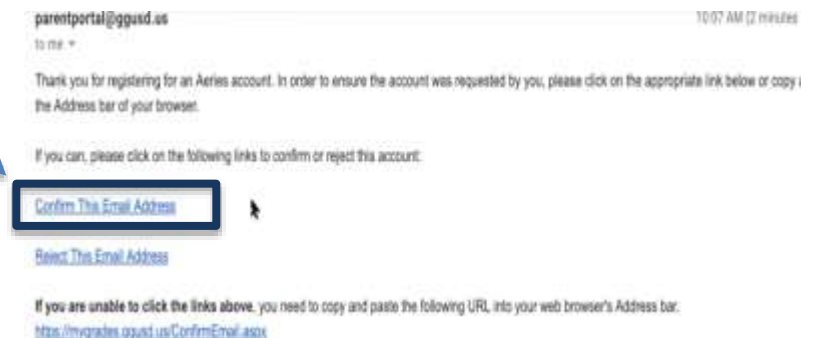 parentportal@ggusd.us 10:07 AM (2 minutes
to me
Thank you for registering for an Aeries account. In order to ensure the account was requested by you, please click on the appropriate link below or copy
the Address bar of your browser.
If you can, please click on the following links to confirm or reject this account:
Confirm This Email Address
Reject This Email Address
If you are unable to click the links above, you need to copy and paste the following URL into your web browser's Address bar.
https://mygrades.ggusd.us/ConfirmEmail.aspx